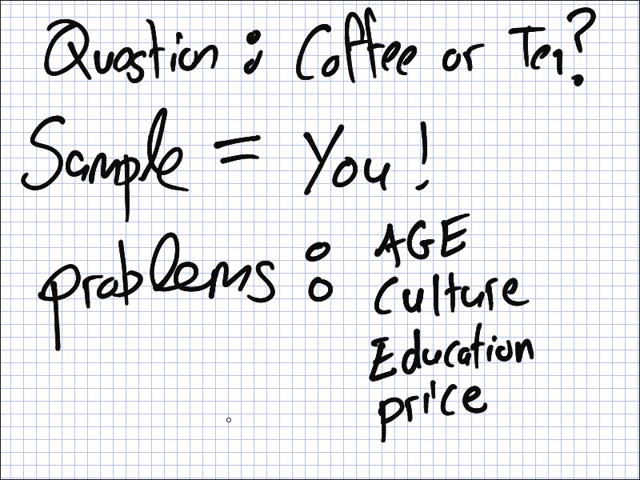 Question: Coffee or Tea?
Sample = You!
problems: AGE
Culture
Education
price